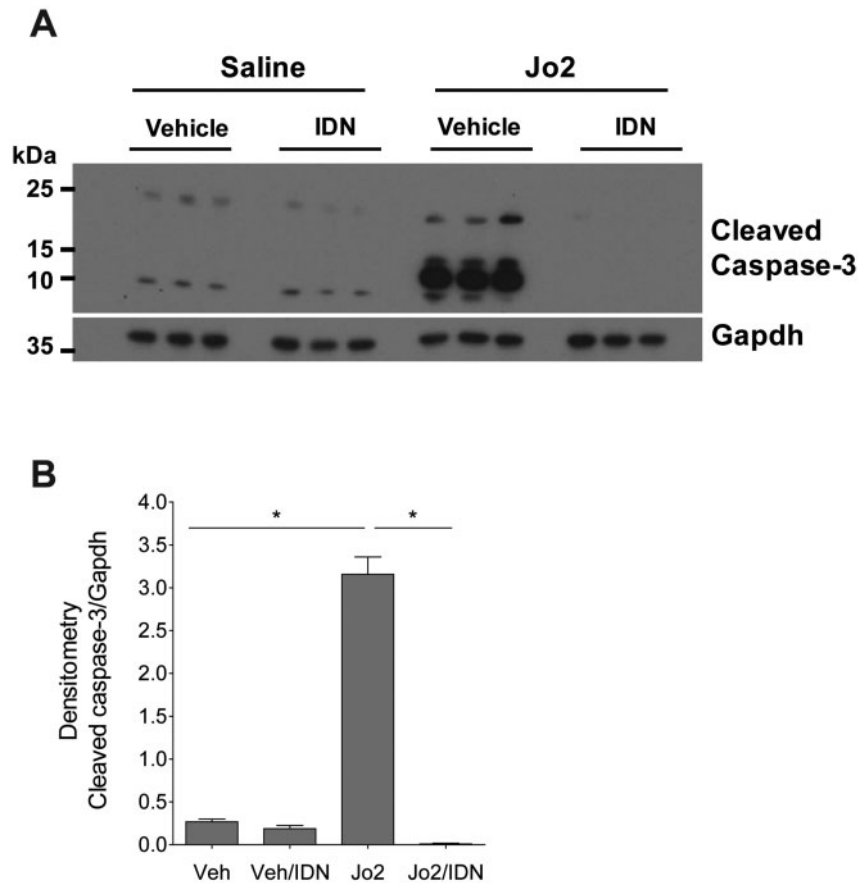 A
Saline Jo2
Vehicle IDN Vehicle IDN
kDa
25
15
10
Cleaved
Caspase-3
35
Gapdh
B
Densitometry
Cleaved caspase-3/Gapdh
4.0
3.5
3.0
2.5
2.0
1.5
1.0
0.5
0.0
* *
Veh Veh/IDN Jo2 Jo2/IDN